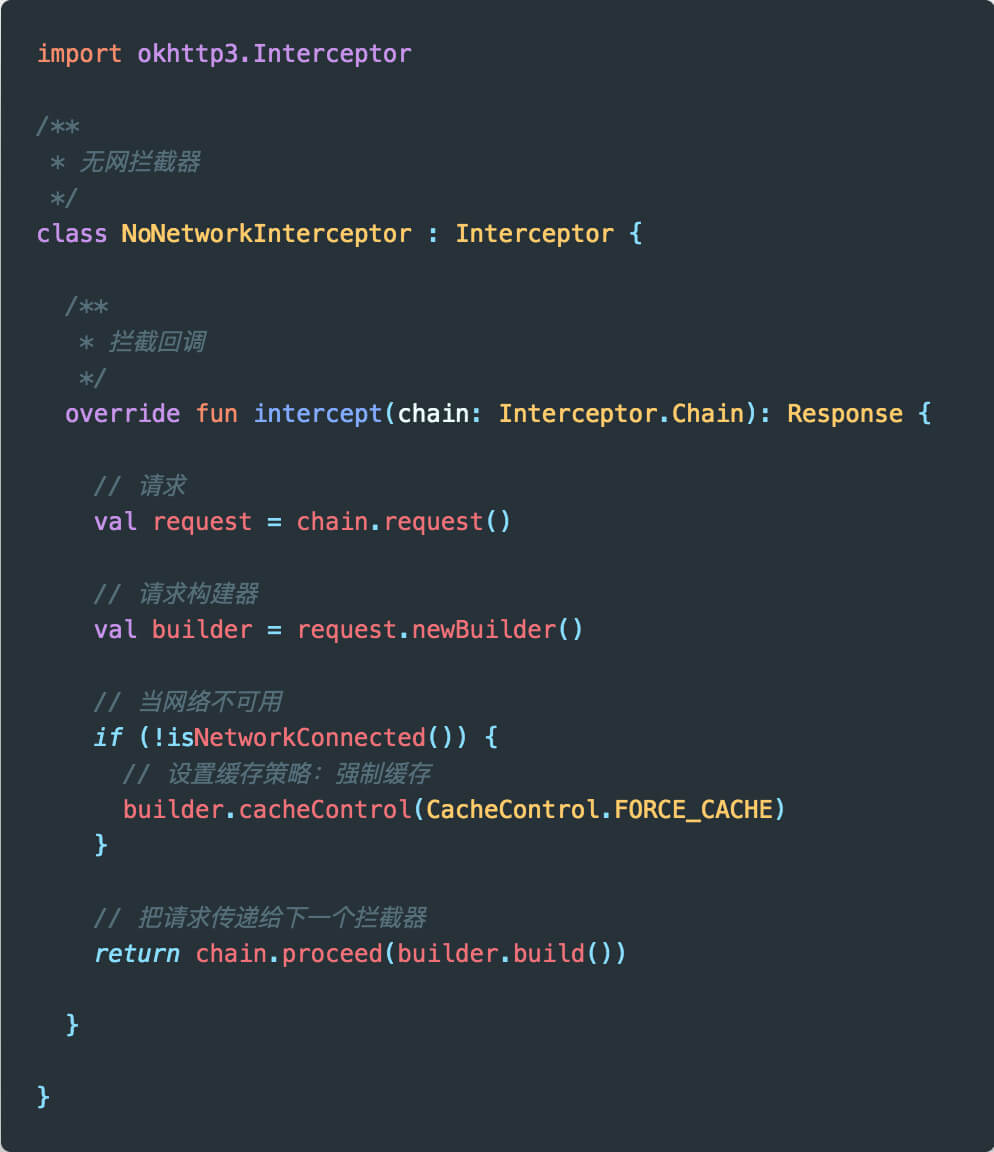 import okhttp3.Interceptor
/**
 * 无网拦截器
 */
class NoNetworkInterceptor : Interceptor {
  /**
   * 拦截回调
   */
  override fun intercept(chain: Interceptor.Chain): Response {
    // 请求
    val request = chain.request()
    // 请求构建器
    val builder = request.newBuilder()
    // 当网络不可用
    if (!isNetworkConnected()) {
      // 设置缓存策略：强制缓存
      builder.cacheControl(CacheControl.FORCE_CACHE)
    }
    // 把请求传递给下一个拦截器
    return chain.proceed(builder.build())
  }
}